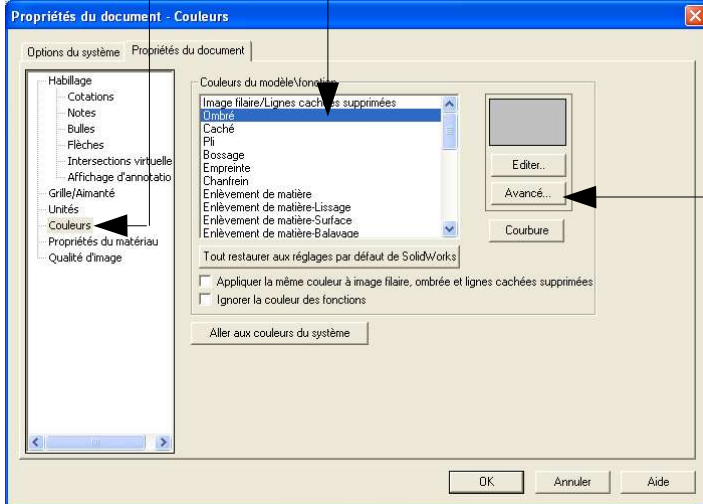 Propriétés du document - Couleurs
Options du système Propriétés du document
Habillage
Cotations
Notes
Bulles
Flèches
Intersections virtuelle
Affichage d'annotatio
Grille/Aimanté
Unités
Couleurs
Propriétés du matériau
Qualité d'image
Couleurs du modèle\fonction
Image filaire/Lignes cachées supprimées
Ombré
Caché
Pli
Bossage
Empreinte
Chanfrein
Enlèvement de matière
Enlèvement de matière-Lissage
Enlèvement de matière-Surface
Enlèvement de matière-Balayage
Editer..
Avancé...
Courbure
Tout restaurer aux réglages par défaut de SolidWorks
Appliquer la même couleur à image filaire, ombrée et lignes cachées supprimées
Ignorer la couleur des fonctions
Aller aux couleurs du système
OK Annuler Aide